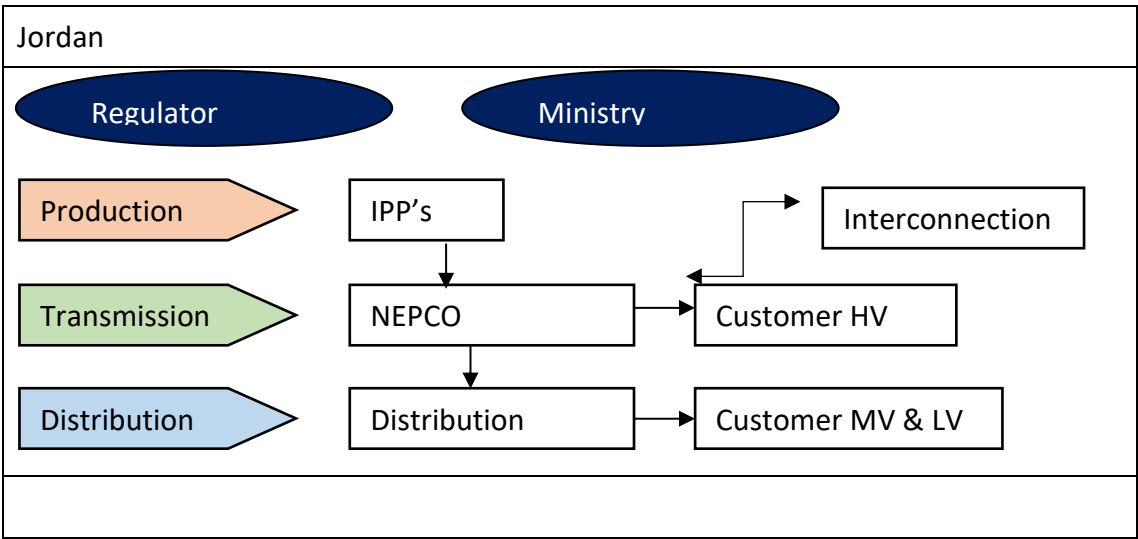 Jordan
Regulator
Ministry
Production
IPP’s
Interconnection
Transmission
NEPCO
Customer HV
Distribution
Distribution
Customer MV & LV